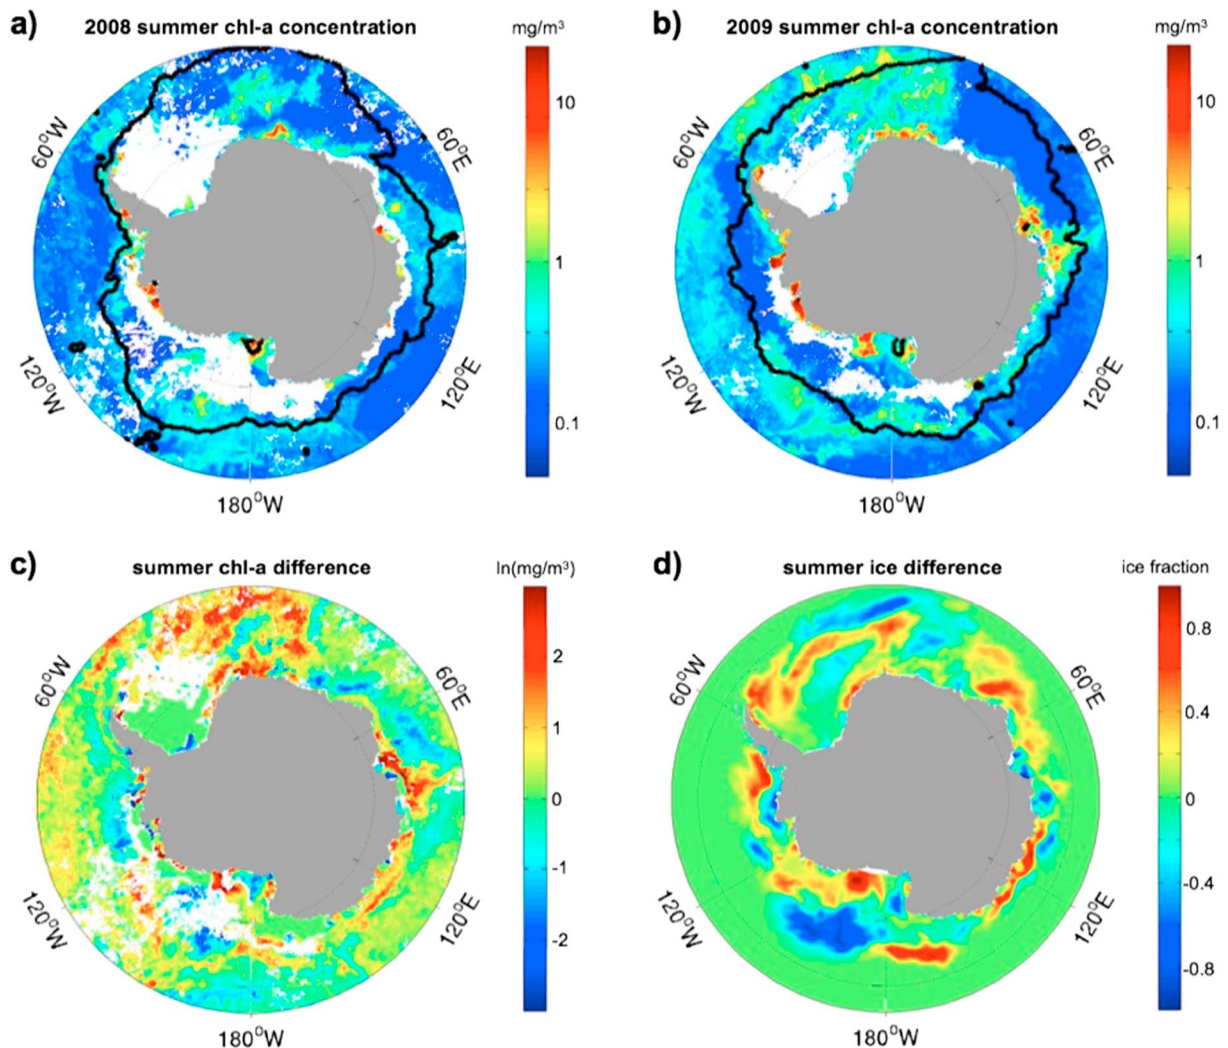 a) 2008 summer chl-a concentration mg/m³
10
1
0.1
60°W
60°E
120°W
120°E
180°W
b) 2009 summer chl-a concentration mg/m³
10
1
0.1
60°W
60°E
120°W
120°E
180°W
c) summer chl-a difference ln(mg/m³)
2
1
0
-1
-2
60°W
60°E
120°W
120°E
180°W
d) summer ice difference ice fraction
0.8
0.4
0
-0.4
-0.8
60°W
60°E
120°W
120°E
180°W